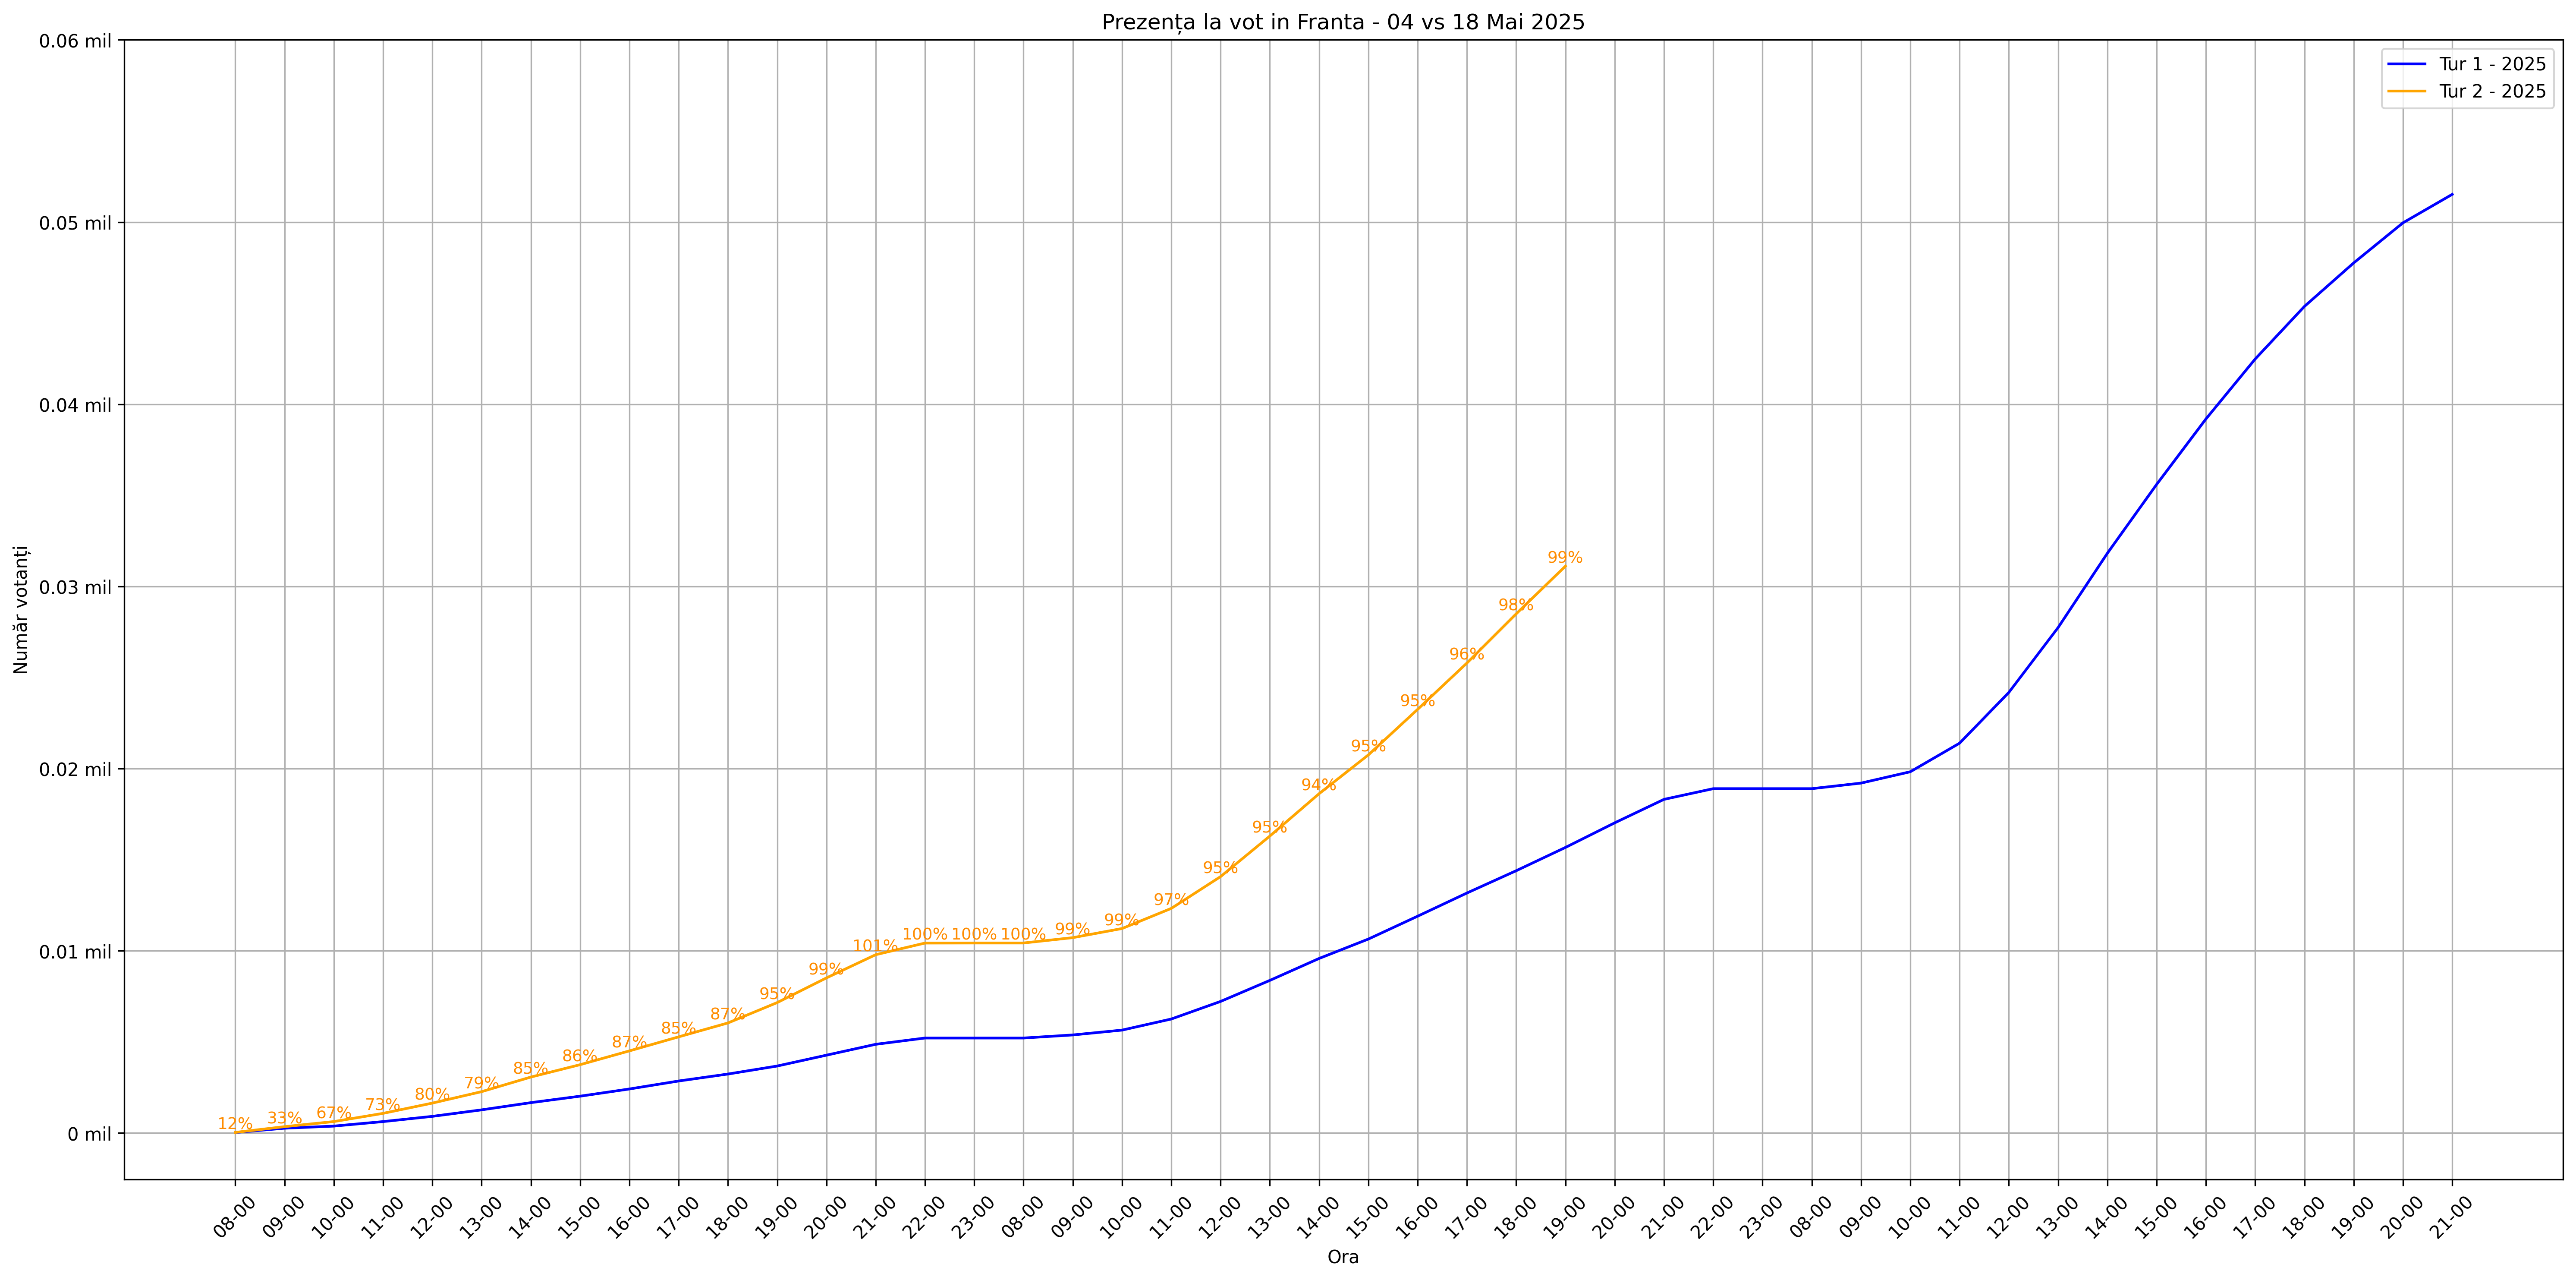 Prezența la vot in Franta - 04 vs 18 Mai 2025
Tur 1 - 2025
Tur 2 - 2025
Număr votanți
0.06 mil
0.05 mil
0.04 mil
0.03 mil
0.02 mil
0.01 mil
0 mil
12% 33% 67% 73% 80% 79% 85% 86% 87% 85% 87% 95% 99% 101% 100% 100% 100% 99% 99% 97% 95% 95% 94% 95% 95% 96% 98% 99%
08-00 09-00 10-00 11-00 12-00 13-00 14-00 15-00 16-00 17-00 18-00 19-00 20-00 21-00 22-00 23-00 08-00 09-00 10-00 11-00 12-00 13-00 14-00 15-00 16-00 17-00 18-00 19-00 20-00 21-00 22-00 23-00 08-00 09-00 10-00 11-00 12-00 13-00 14-00 15-00 16-00 17-00 18-00 19-00 20-00 21-00
Ora